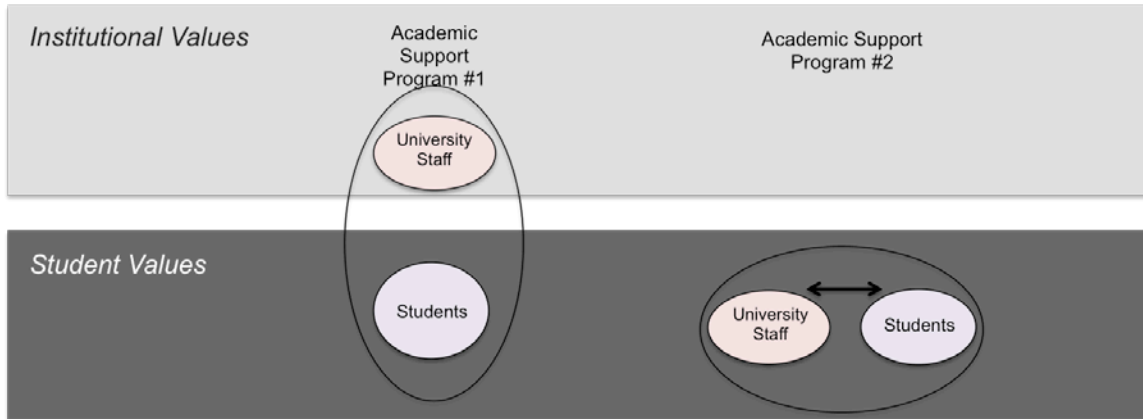 Institutional Values
Academic
Support
Program #1
Academic Support
Program #2
University
Staff
Student Values
Students
University
Staff
Students